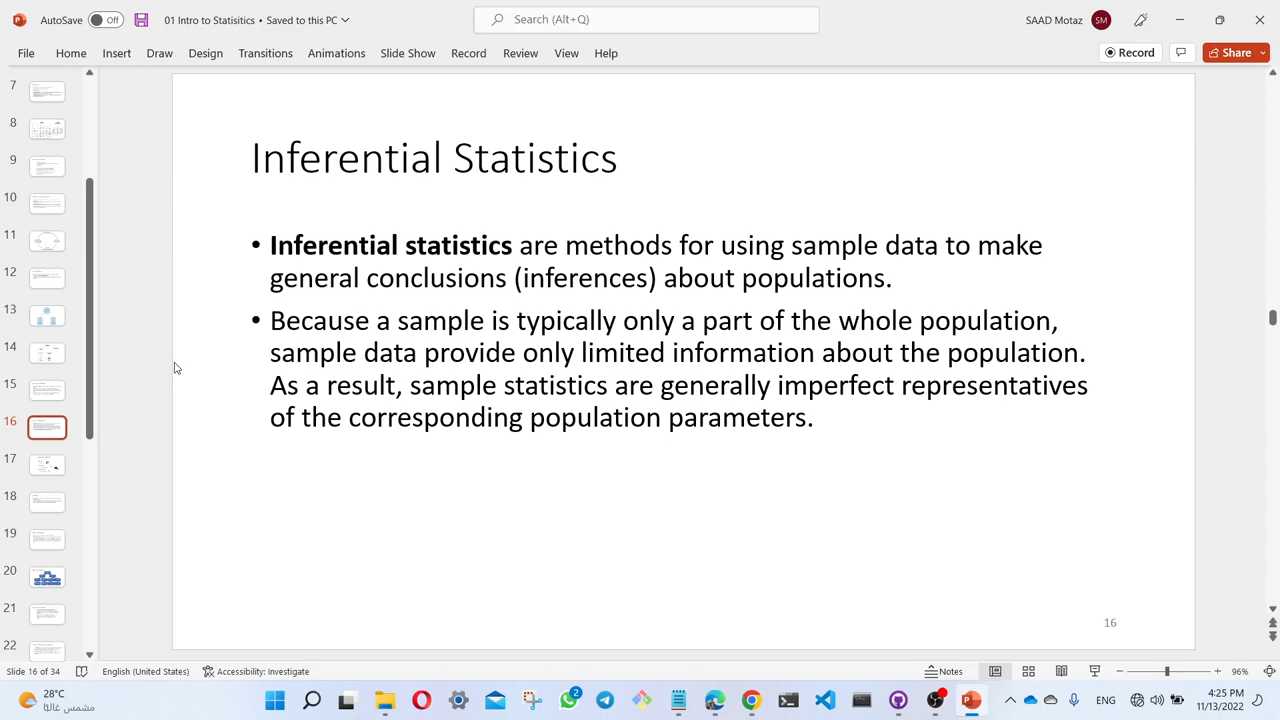 AutoSave Off 01 Intro to Statisitics • Saved to this PC Search (Alt+Q) SAAD Motaz SM
File Home Insert Draw Design Transitions Animations Slide Show Record Review View Help Record Share
7
8
9
10
11
12
13
14
15
16
17
18
19
20
21
22
Inferential Statistics
• Inferential statistics are methods for using sample data to make
general conclusions (inferences) about populations.
• Because a sample is typically only a part of the whole population,
sample data provide only limited information about the population.
As a result, sample statistics are generally imperfect representatives
of the corresponding population parameters.
16
Slide 16 of 34 English (United States) Accessibility: Investigate Notes 96%
28°C
مشمس غالبًا
2
ENG
4:25 PM
11/13/2022